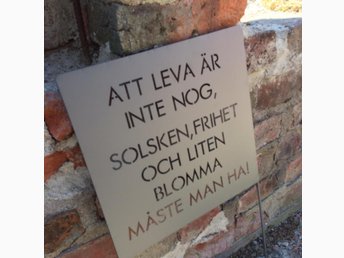 ATT LEVA ÄR
INTE NOG,
SOLSKEN, FRIHET
OCH LITEN
BLOMMA
MÅSTE MAN HA!